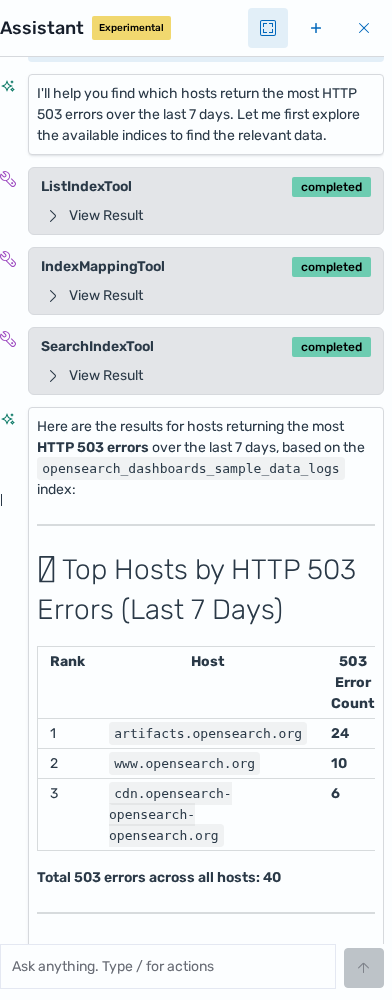 Assistant Experimental
I'll help you find which hosts return the most HTTP
503 errors over the last 7 days. Let me first explore
the available indices to find the relevant data.
ListIndexTool completed
View Result
IndexMappingTool completed
View Result
SearchIndexTool completed
View Result
Here are the results for hosts returning the most
HTTP 503 errors over the last 7 days, based on the
opensearch_dashboards_sample_data_logs
index:
Top Hosts by HTTP 503
Errors (Last 7 Days)
Rank Host 503
Error
Count
1 artifacts.opensearch.org 24
2 www.opensearch.org 10
3 cdn.opensearch- 6
opensearch-
opensearch.org
Total 503 errors across all hosts: 40
Ask anything. Type / for actions